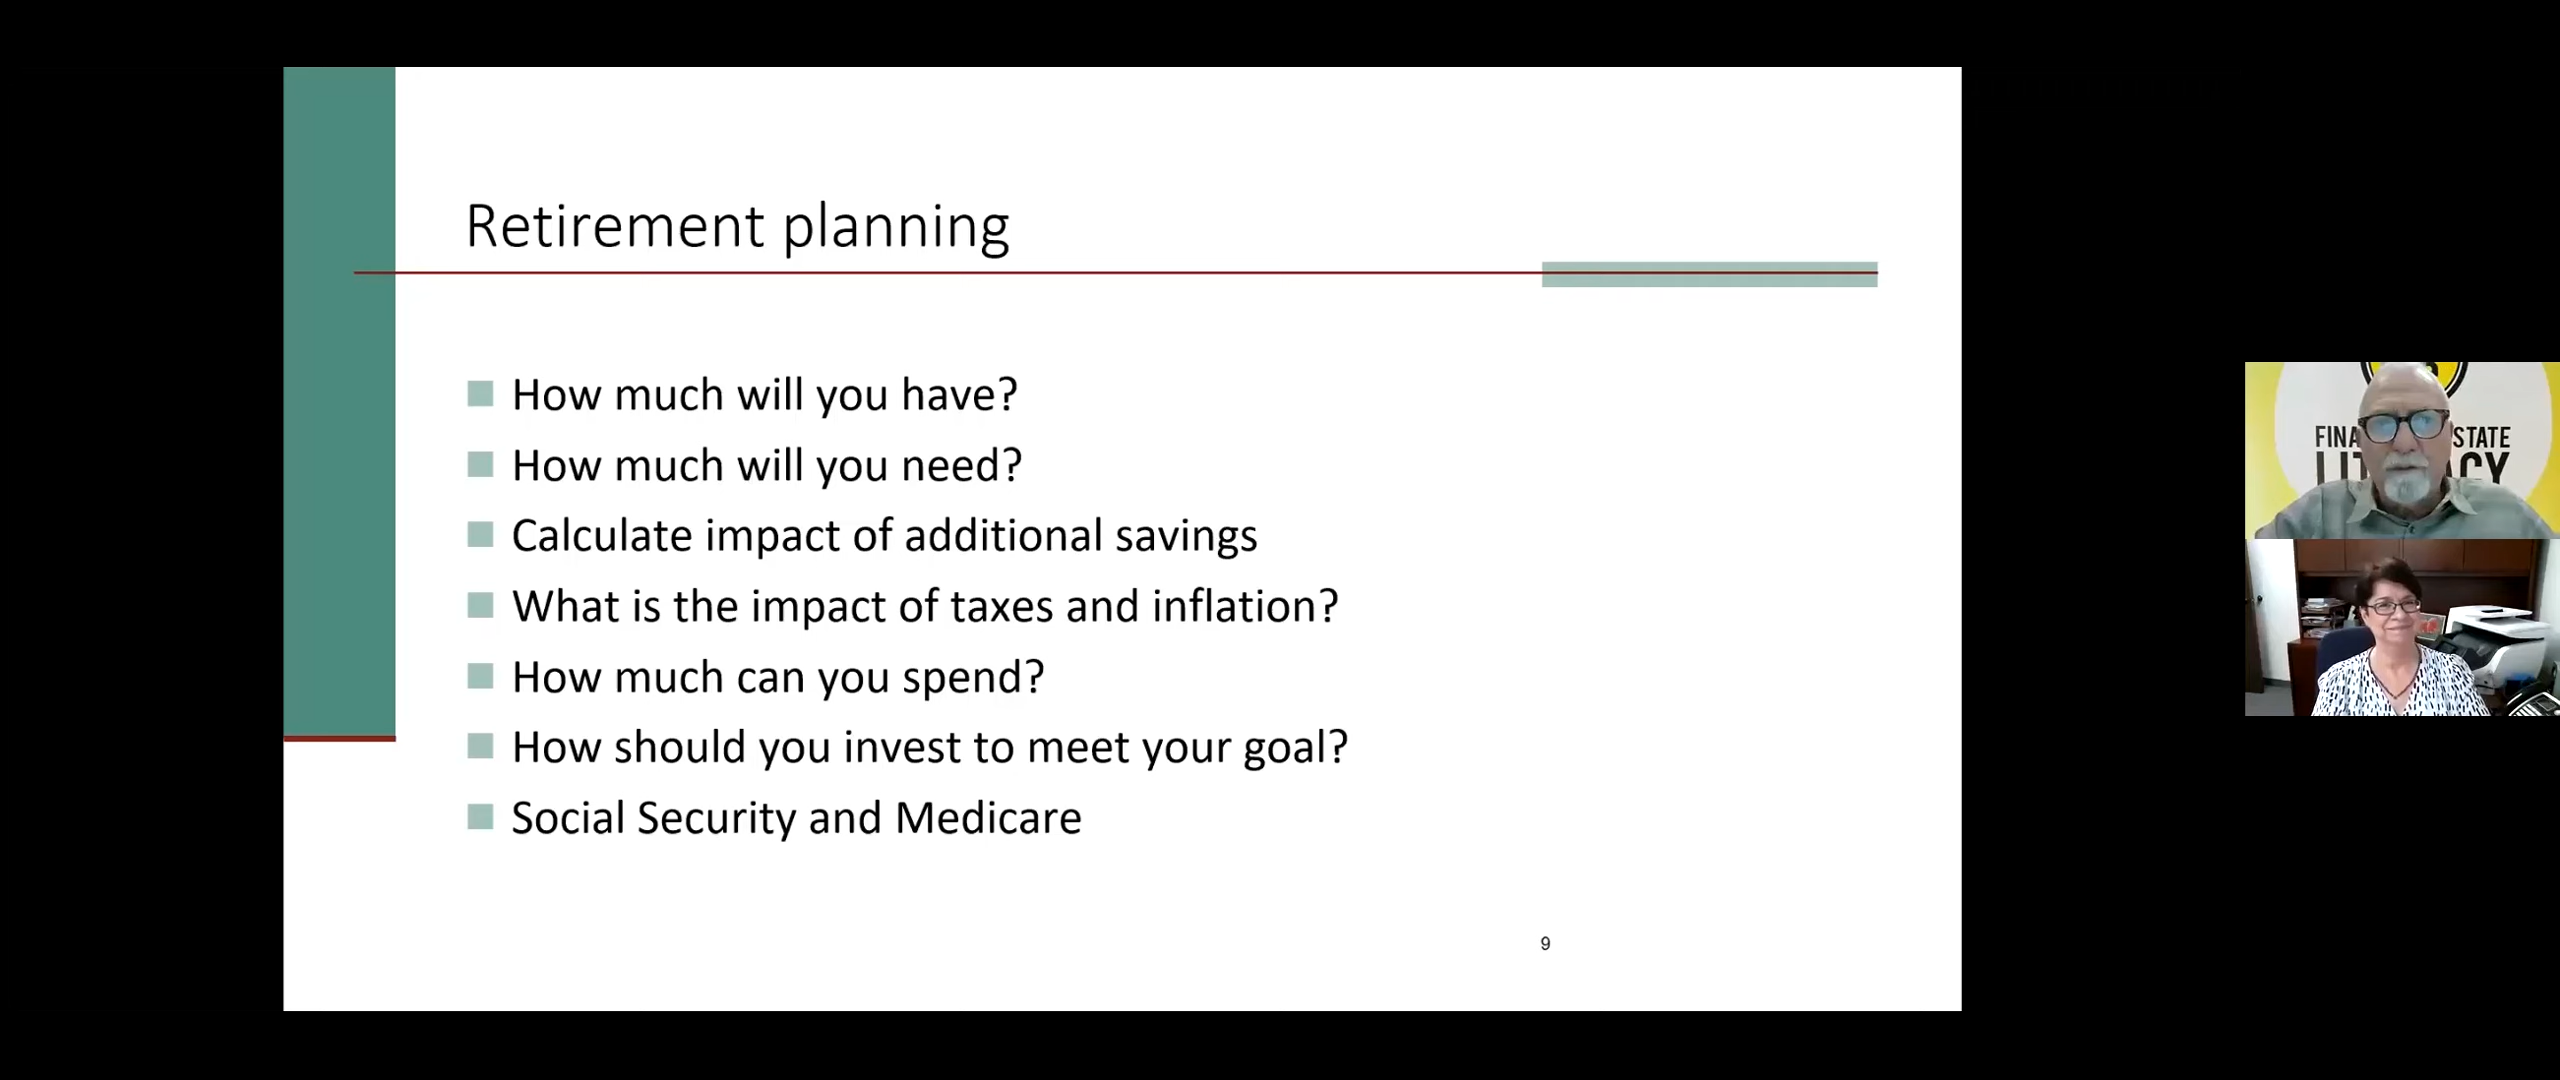 Retirement planning
How much will you have?
How much will you need?
Calculate impact of additional savings
What is the impact of taxes and inflation?
How much can you spend?
How should you invest to meet your goal?
Social Security and Medicare
9